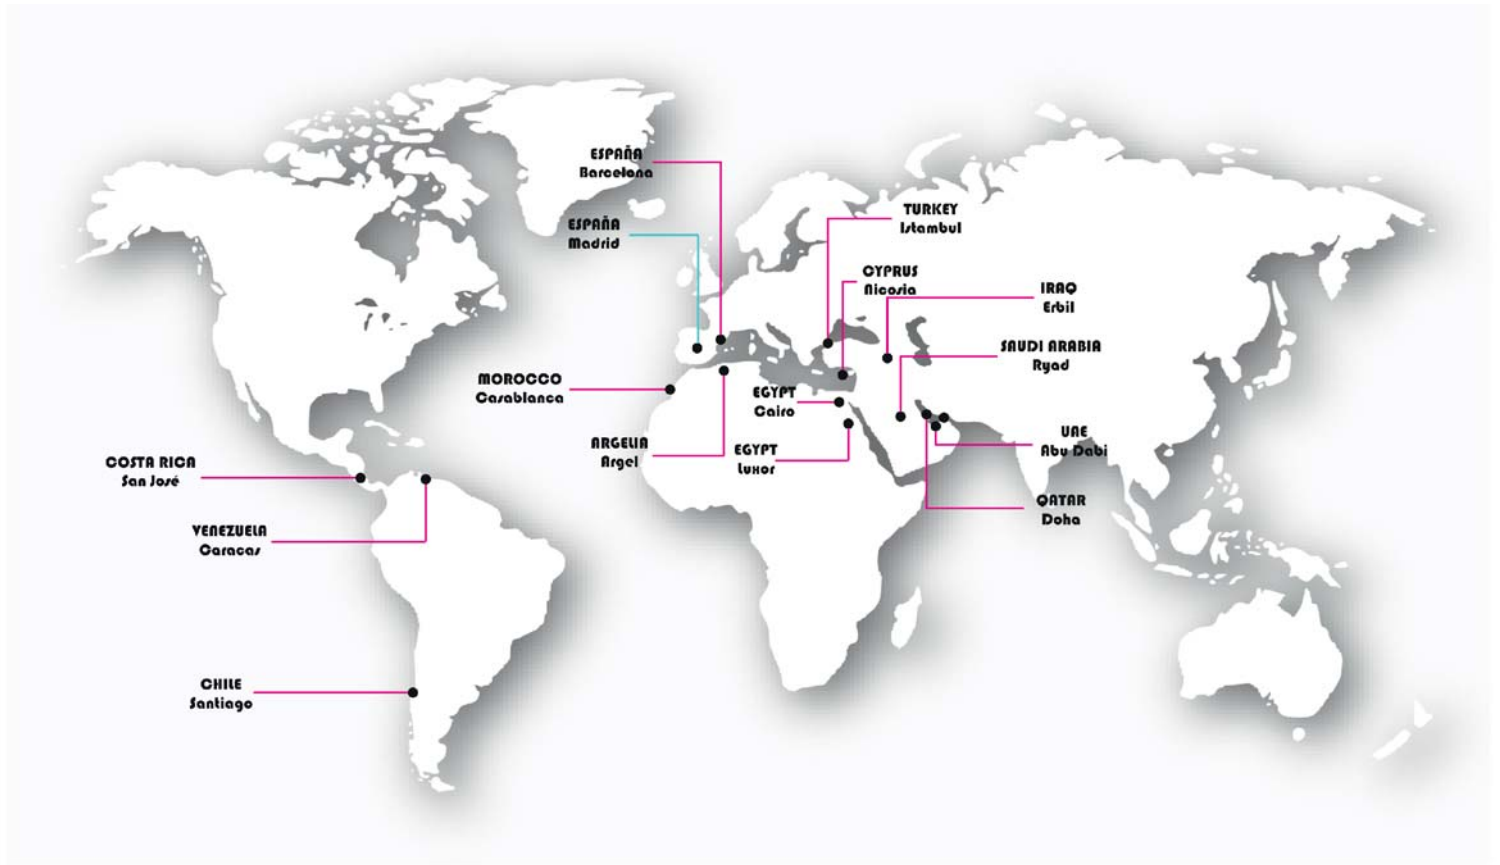 ESPAÑA
Barcelona
ESPAÑA
Madrid
TURKEY
Istambul
CYPRUS
Nicosia
IRAQ
Erbil
SAUDI ARABIA
Ryad
MOROCCO
Casablanca
EGYPT
Cairo
UAE
Abu Dabi
ARGELIA
Argel
EGYPT
Luxor
COSTA RICA
San José
QATAR
Doha
VENEZUELA
Caracas
CHILE
Santiago